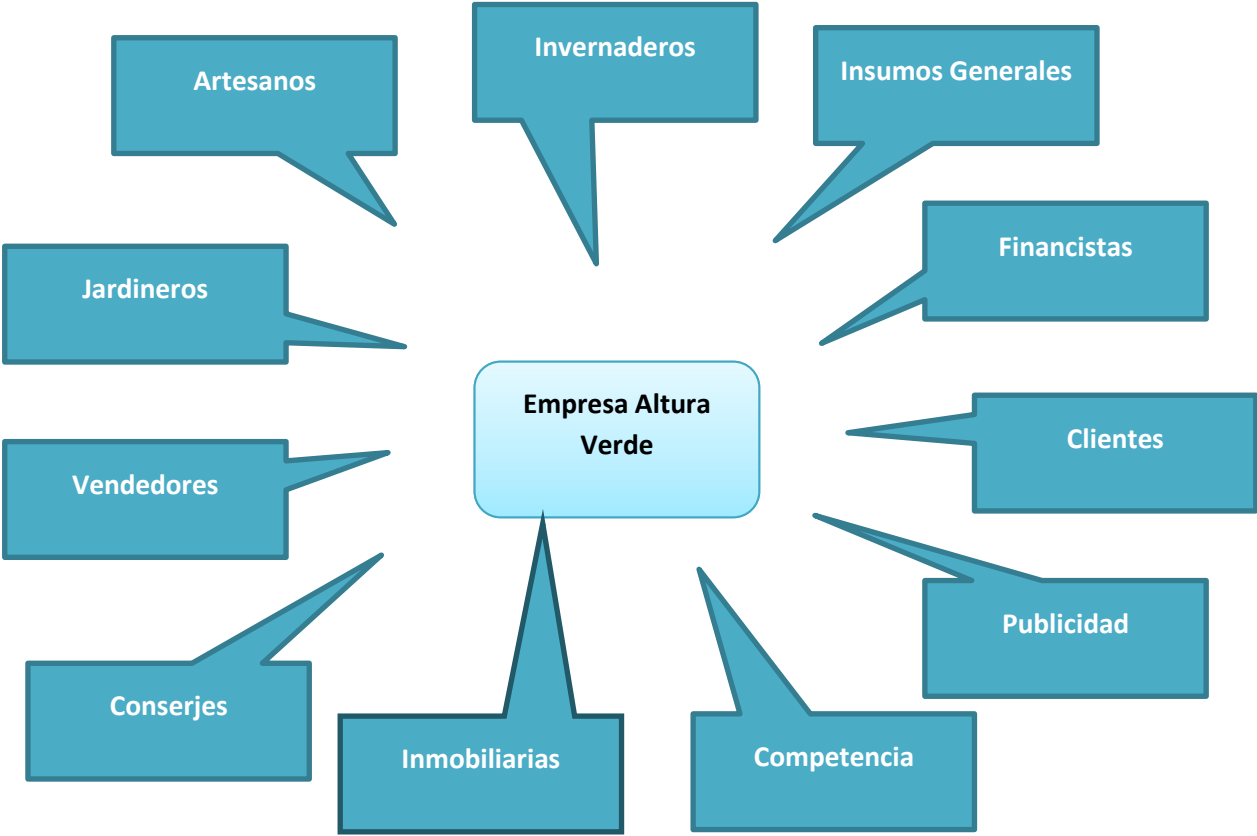 Invernaderos
Insumos Generales
Artesanos
Financistas
Jardineros
Empresa Altura
Verde
Clientes
Vendedores
Publicidad
Conserjes
Inmobiliarias
Competencia